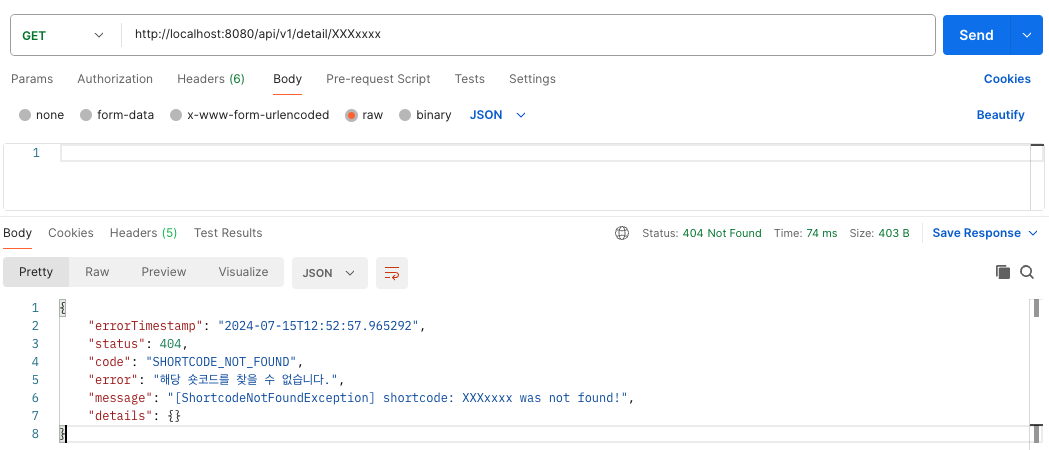 GET http://localhost:8080/api/v1/detail/XXXxxxx Send
Params Authorization Headers (6) Body Pre-request Script Tests Settings Cookies
none form-data x-www-form-urlencoded raw binary JSON Beautify
1
Body Cookies Headers (5) Test Results Status: 404 Not Found Time: 74 ms Size: 403 B Save Response
Pretty Raw Preview Visualize JSON
1 {
2 "errorTimestamp": "2024-07-15T12:52:57.965292",
3 "status": 404,
4 "code": "SHORTCODE_NOT_FOUND",
5 "error": "해당 숏코드를 찾을 수 없습니다.",
6 "message": "[ShortcodeNotFoundException] shortcode: XXXxxxx was not found!",
7 "details": {}
8 }